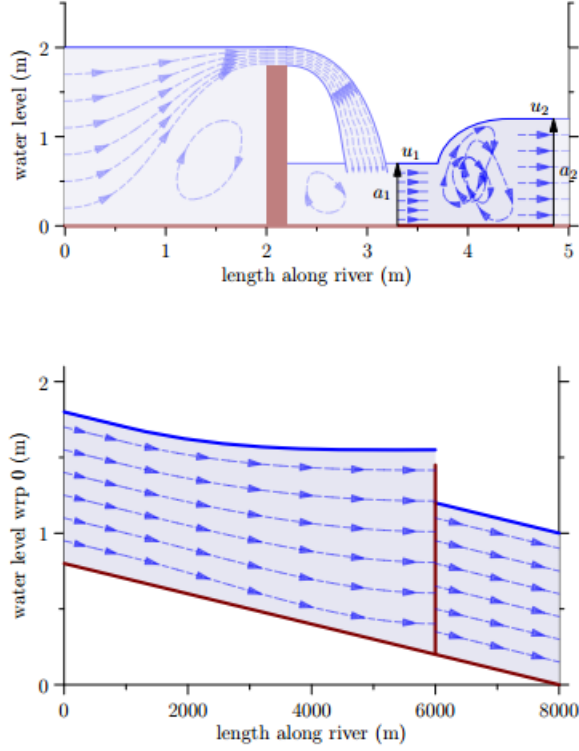 2
1
0
water level (m)
u₁
u₂
a₁
a₂
0 1 2 3 4 5
length along river (m)
2
1
0
water level wrp 0 (m)
0 2000 4000 6000 8000
length along river (m)